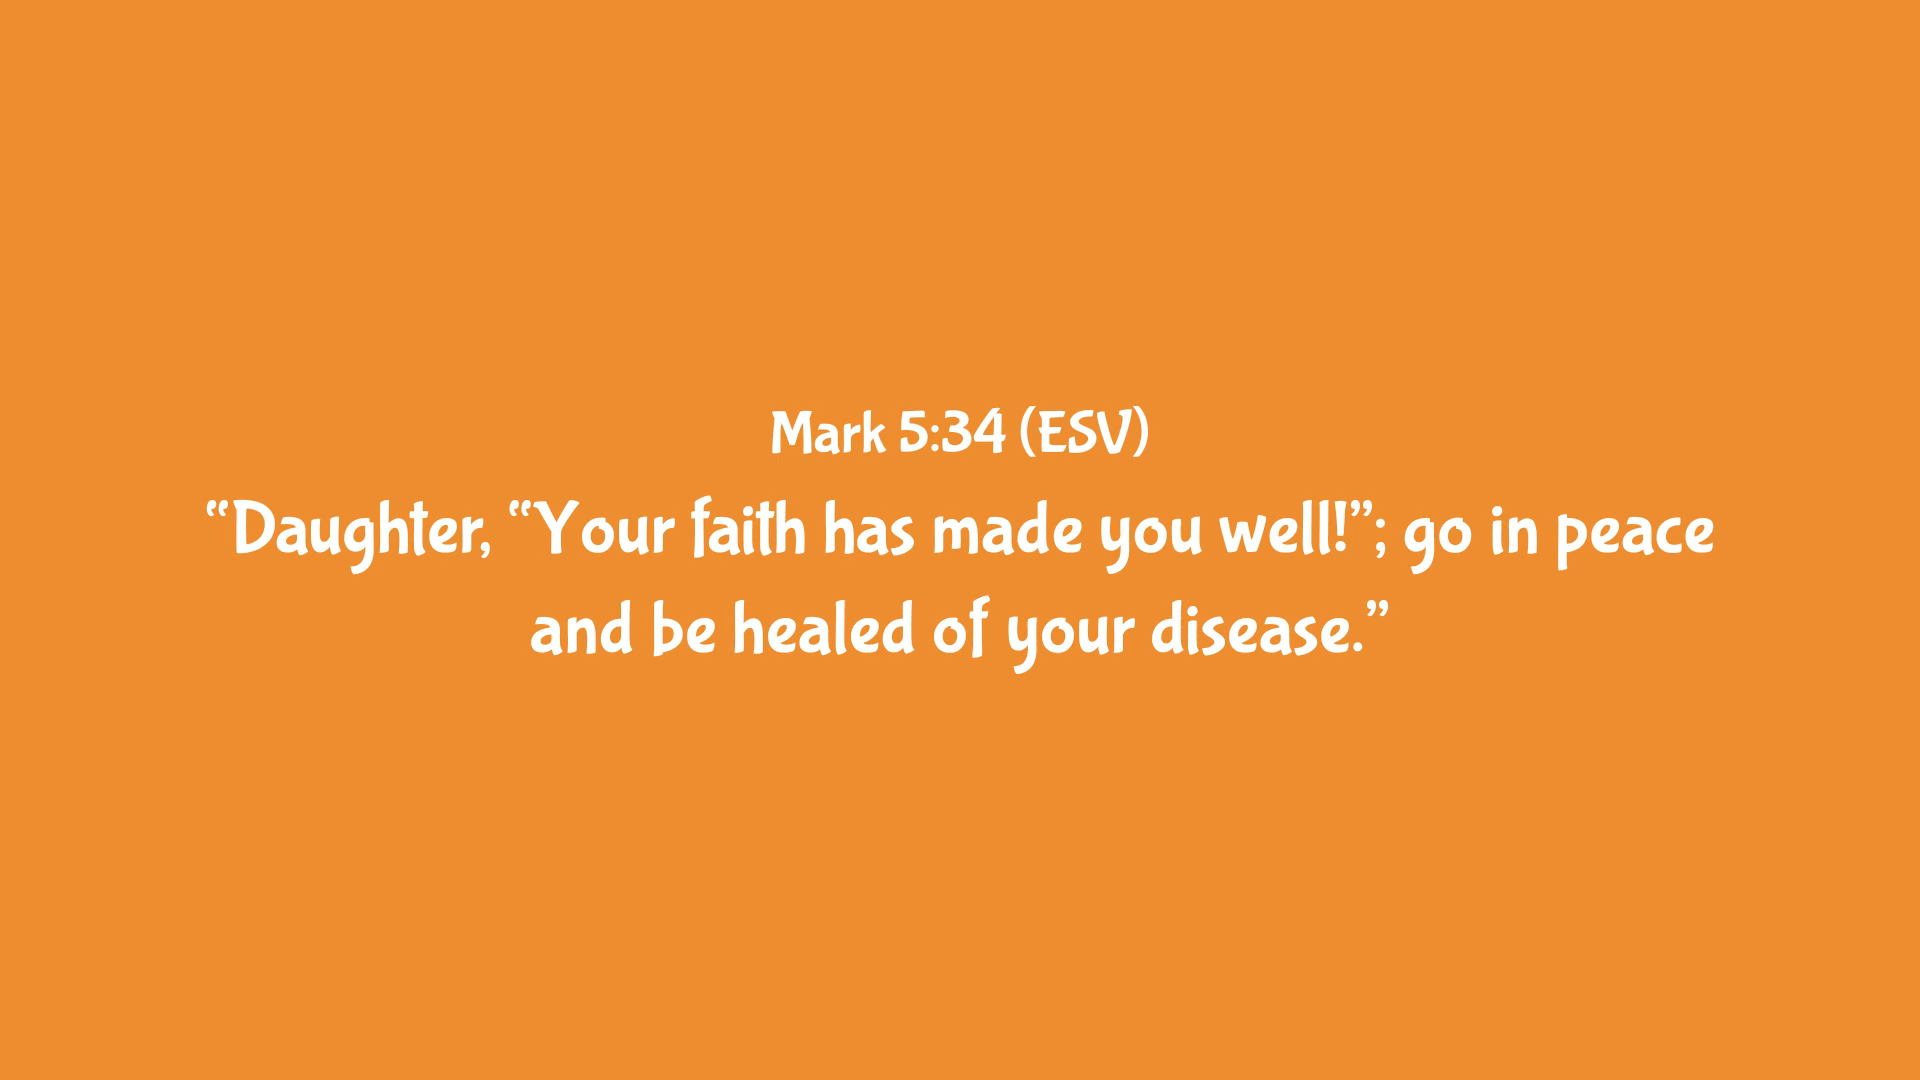 Mark 5:34 (ESV)
“Daughter, “Your faith has made you well!”; go in peace
and be healed of your disease.”